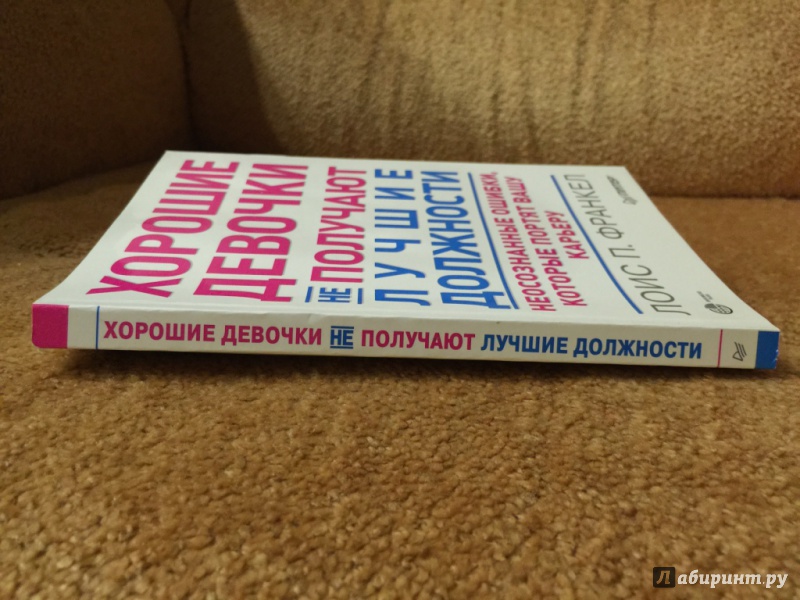 ХОРОШИЕ
ДЕВОЧКИ
НЕ ПОЛУЧАЮТ
ЛУЧШИЕ
ДОЛЖНОСТИ
НЕОСОЗНАННЫЕ ОШИБКИ,
КОТОРЫЕ ПОРТЯТ ВАШУ
КАРЬЕРУ
ЛОИС П. ФРАНКЕЛ
ХОРОШИЕ ДЕВОЧКИ НЕ ПОЛУЧАЮТ ЛУЧШИЕ ДОЛЖНОСТИ
Лабиринт.ру